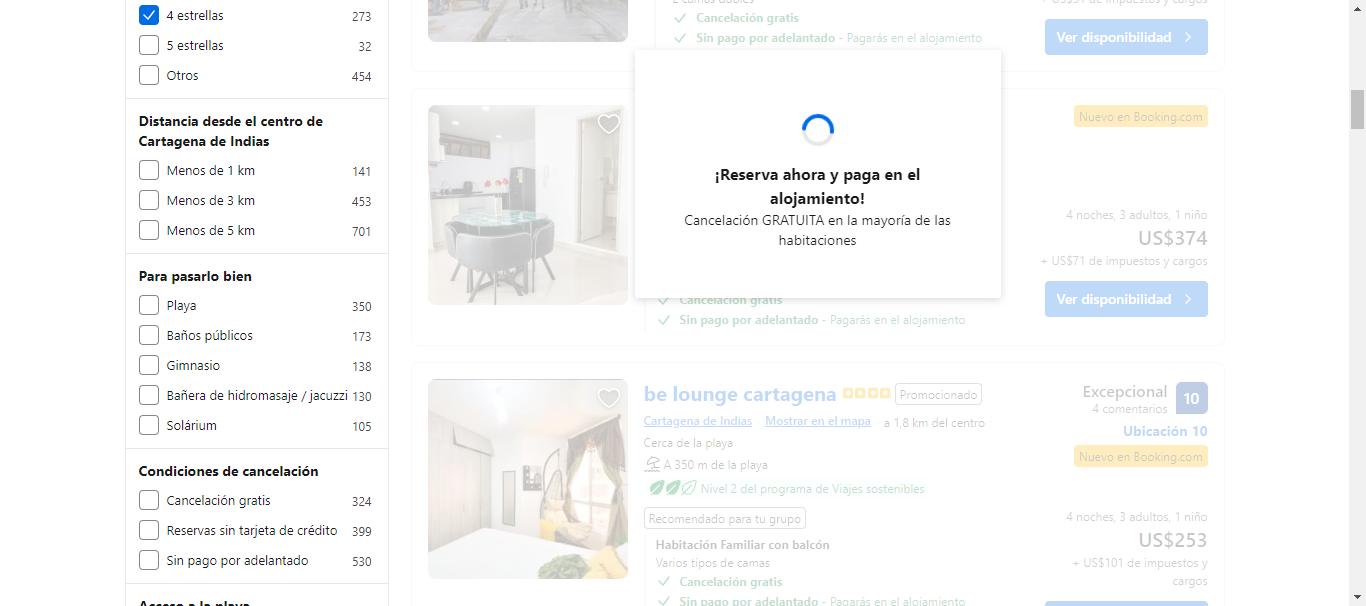 4 estrellas 273
5 estrellas 32
Otros 454
Distancia desde el centro de
Cartagena de Indias
Menos de 1 km 141
Menos de 3 km 453
Menos de 5 km 701
Para pasarlo bien
Playa 350
Baños públicos 173
Gimnasio 138
Bañera de hidromasaje / jacuzzi 130
Solárium 105
Condiciones de cancelación
Cancelación gratis 324
Reservas sin tarjeta de crédito 399
Sin pago por adelantado 530
Acceso a la playa
Cancelación gratis
Sin pago por adelantado - Pagarás en el alojamiento
Ver disponibilidad
¡Reserva ahora y paga en el
alojamiento!
Cancelación GRATUITA en la mayoría de las
habitaciones
Nuevo en Booking.com
4 noches, 3 adultos, 1 niño
US$374
+ US$71 de impuestos y cargos
Ver disponibilidad
Cancelación gratis
Sin pago por adelantado - Pagarás en el alojamiento
be lounge cartagena Promocionado
Cartagena de Indias Mostrar en el mapa a 1,8 km del centro
Cerca de la playa
A 350 m de la playa
Nivel 2 del programa de Viajes sostenibles
Recomendado para tu grupo
Habitación Familiar con balcón
Varios tipos de camas
Cancelación gratis
Sin pago por adelantado - Pagarás en el alojamiento
Excepcional 10
4 comentarios
Ubicación 10
Nuevo en Booking.com
4 noches, 3 adultos, 1 niño
US$253
+ US$101 de impuestos y
cargos